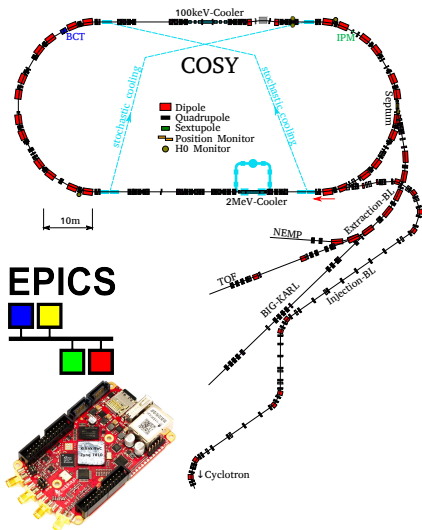 100keV-Cooler
BCT
IPM
COSY
stochastic cooling
stochastic cooling
Septum
Dipole
Quadrupole
Sextupole
Position Monitor
H0 Monitor
2MeV-Cooler
10m
Extraction-BL
NEMP
TOF
BIG-KARL
Injection-BL
EPICS
↓Cyclotron